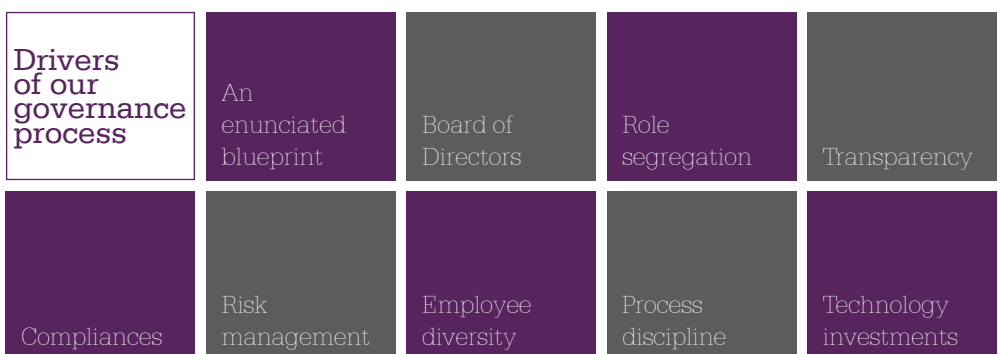 Drivers
of our
governance
process
An
enunciated
blueprint
Board of
Directors
Role
segregation
Transparency
Compliances
Risk
management
Employee
diversity
Process
discipline
Technology
investments